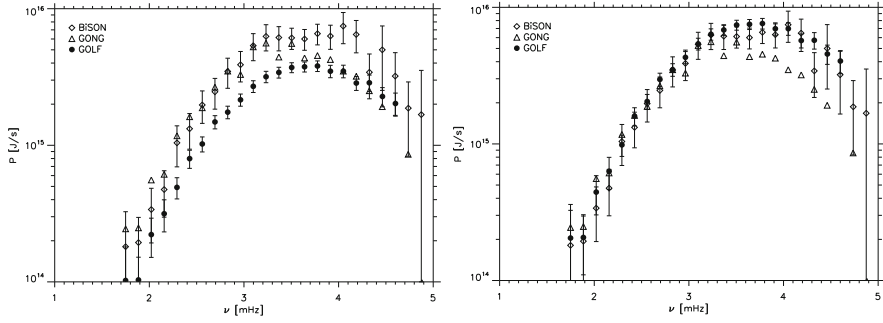 10¹⁶
◇ BiSON
△ GONG
● GOLF
P [J/s]
10¹⁵
10¹⁴
1 2 3 4 5
ν [mHz]
10¹⁶
◇ BiSON
△ GONG
● GOLF
P [J/s]
10¹⁵
10¹⁴
1 2 3 4 5
ν [mHz]